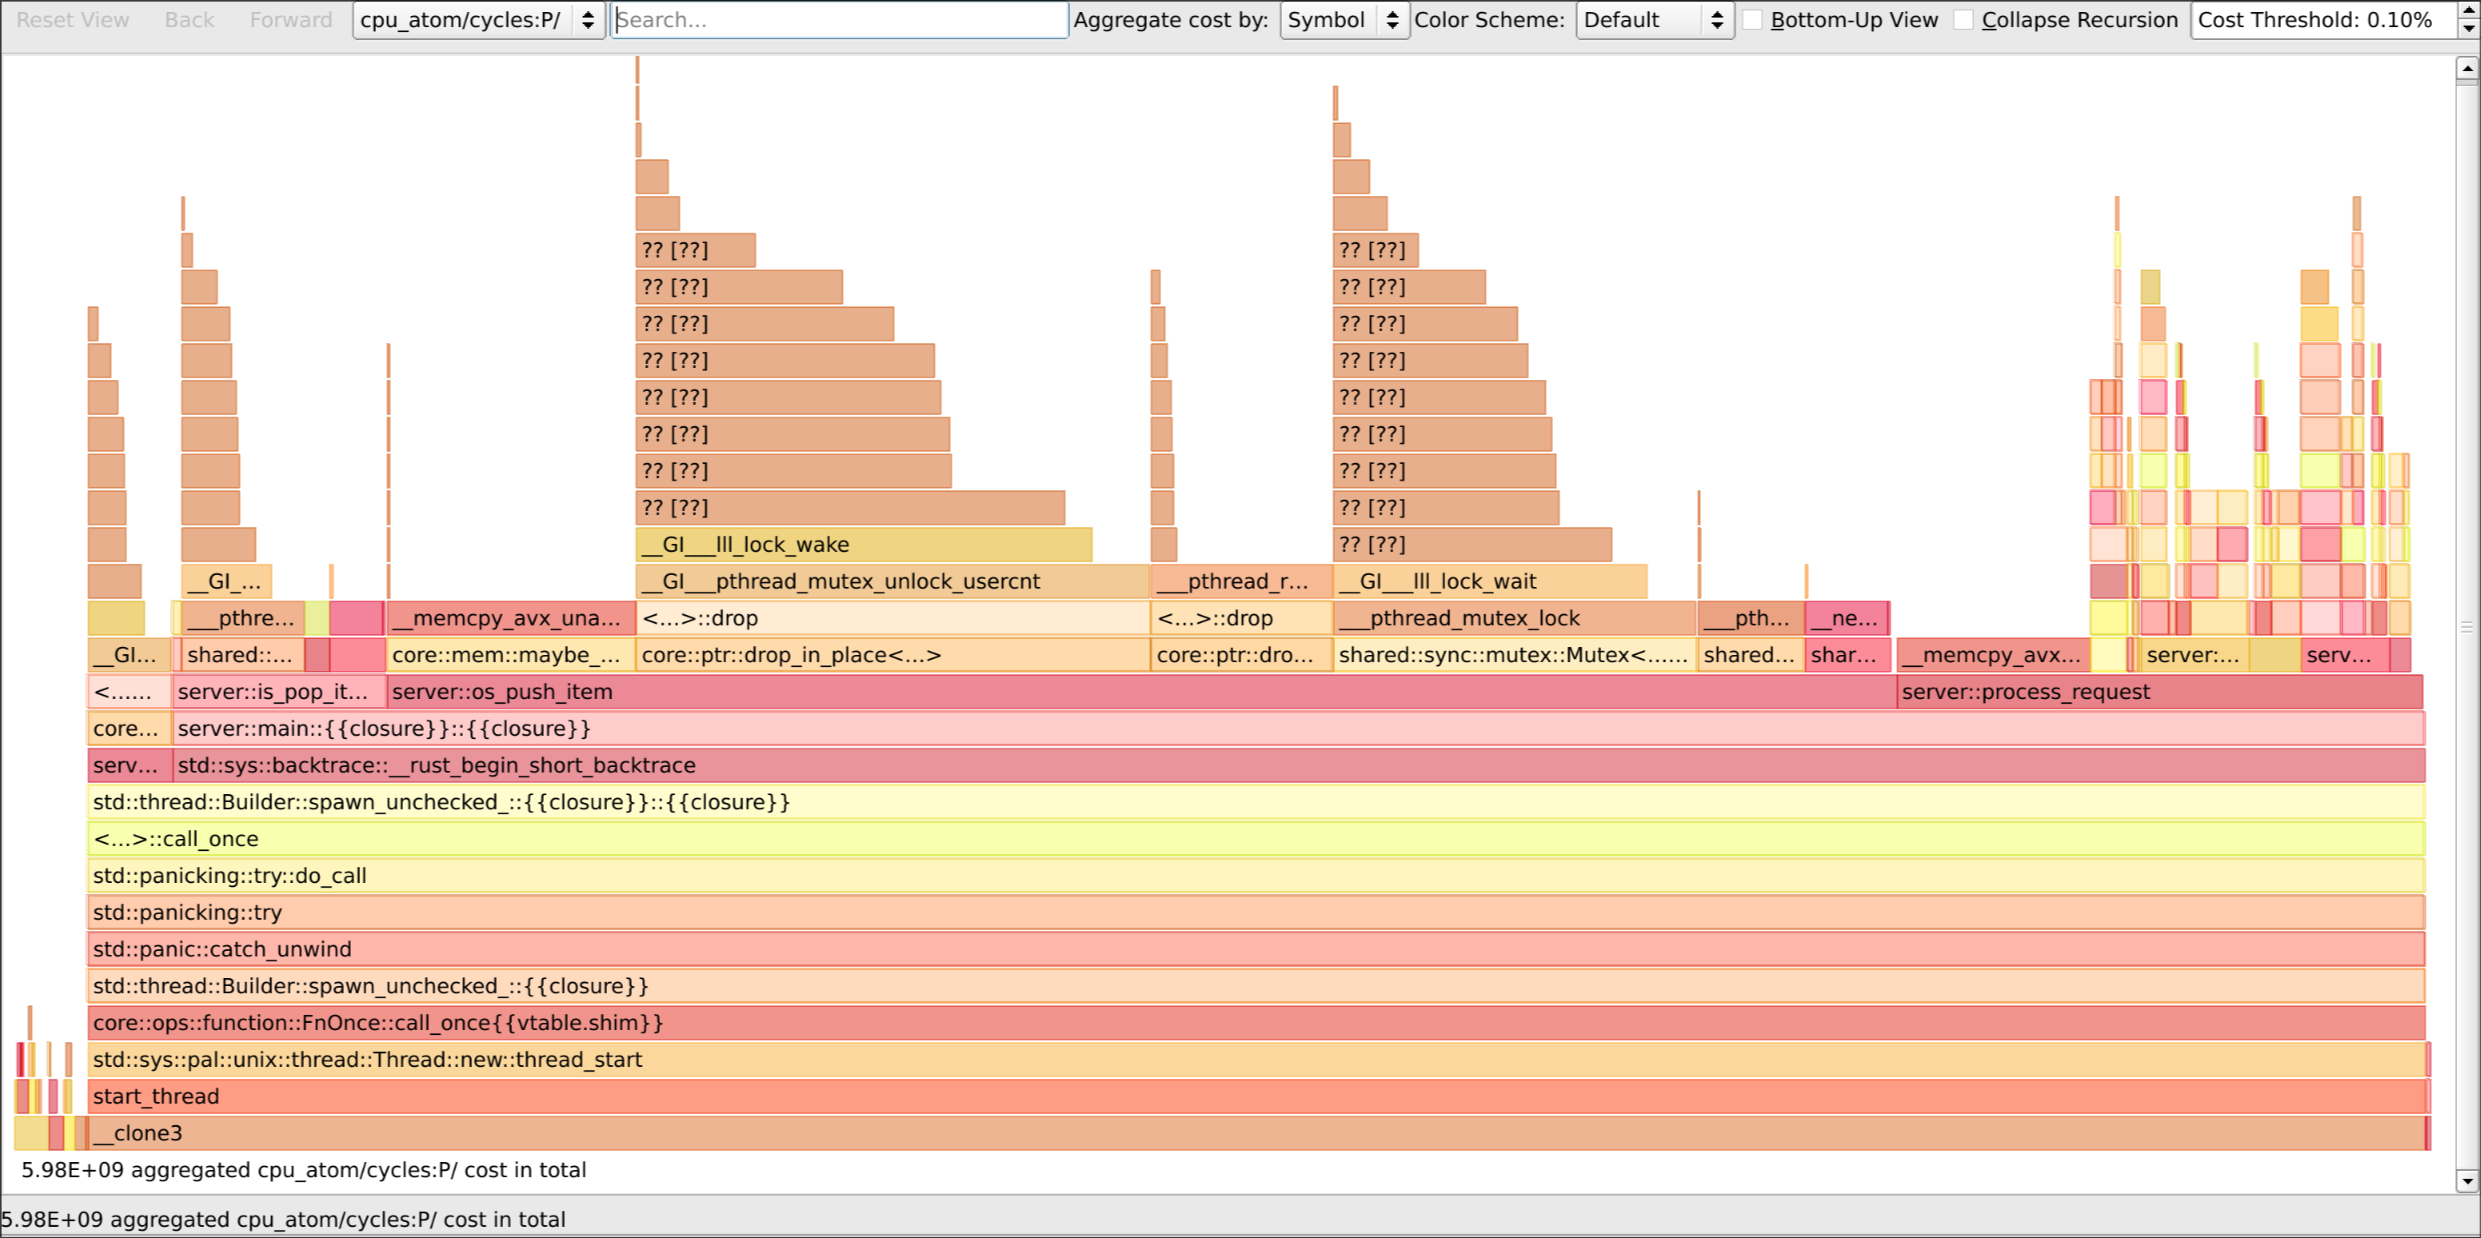 Reset View Back Forward cpu_atom/cycles:P/ Search... Aggregate cost by: Symbol Color Scheme: Default Bottom-Up View Collapse Recursion Cost Threshold: 0.10%
?? [??] ?? [??]
?? [??] ?? [??]
?? [??] ?? [??]
?? [??] ?? [??]
?? [??] ?? [??]
?? [??] ?? [??]
?? [??] ?? [??]
?? [??] ?? [??]
__GI___lll_lock_wake ?? [??]
__GI_... __GI___pthread_mutex_unlock_usercnt ___pthread_r... __GI___lll_lock_wait
___pthre... __memcpy_avx_una... <...>::drop <...>::drop ___pthread_mutex_lock ___pth... __ne...
__GI... shared::... core::mem::maybe_... core::ptr::drop_in_place<...> core::ptr::dro... shared::sync::mutex::Mutex<...... shared... shar... __memcpy_avx... server:... serv...
<...... server::is_pop_it... server::os_push_item server::process_request
core... server::main::{{closure}}::{{closure}}
serv... std::sys::backtrace::__rust_begin_short_backtrace
std::thread::Builder::spawn_unchecked_::{{closure}}::{{closure}}
<...>::call_once
std::panicking::try::do_call
std::panicking::try
std::panic::catch_unwind
std::thread::Builder::spawn_unchecked_::{{closure}}
core::ops::function::FnOnce::call_once{{vtable.shim}}
std::sys::pal::unix::thread::Thread::new::thread_start
start_thread
__clone3
5.98E+09 aggregated cpu_atom/cycles:P/ cost in total
5.98E+09 aggregated cpu_atom/cycles:P/ cost in total